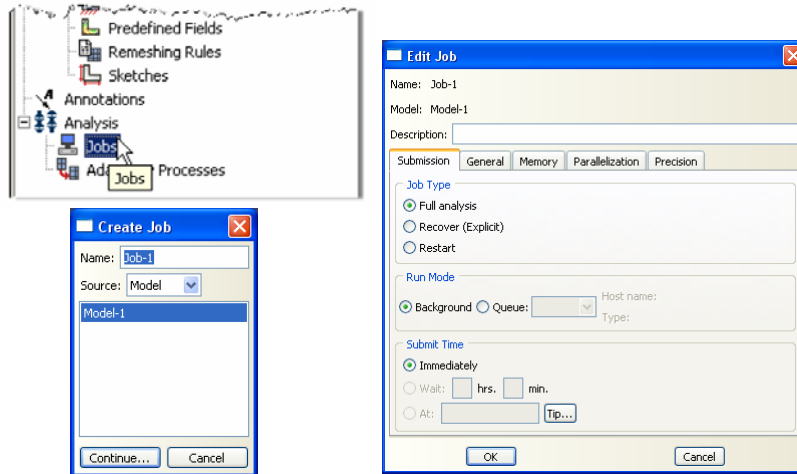 Predefined Fields
Remeshing Rules
Sketches
Annotations
Analysis
Jobs
Processes
Jobs
Create Job
Name: Job-1
Source: Model
Model-1
Continue... Cancel
Edit Job
Name: Job-1
Model: Model-1
Description:
Submission General Memory Parallelization Precision
Job Type
Full analysis
Recover (Explicit)
Restart
Run Mode
Background Queue: Host name:
Type:
Submit Time
Immediately
Wait: hrs. min.
At: Tip...
OK Cancel